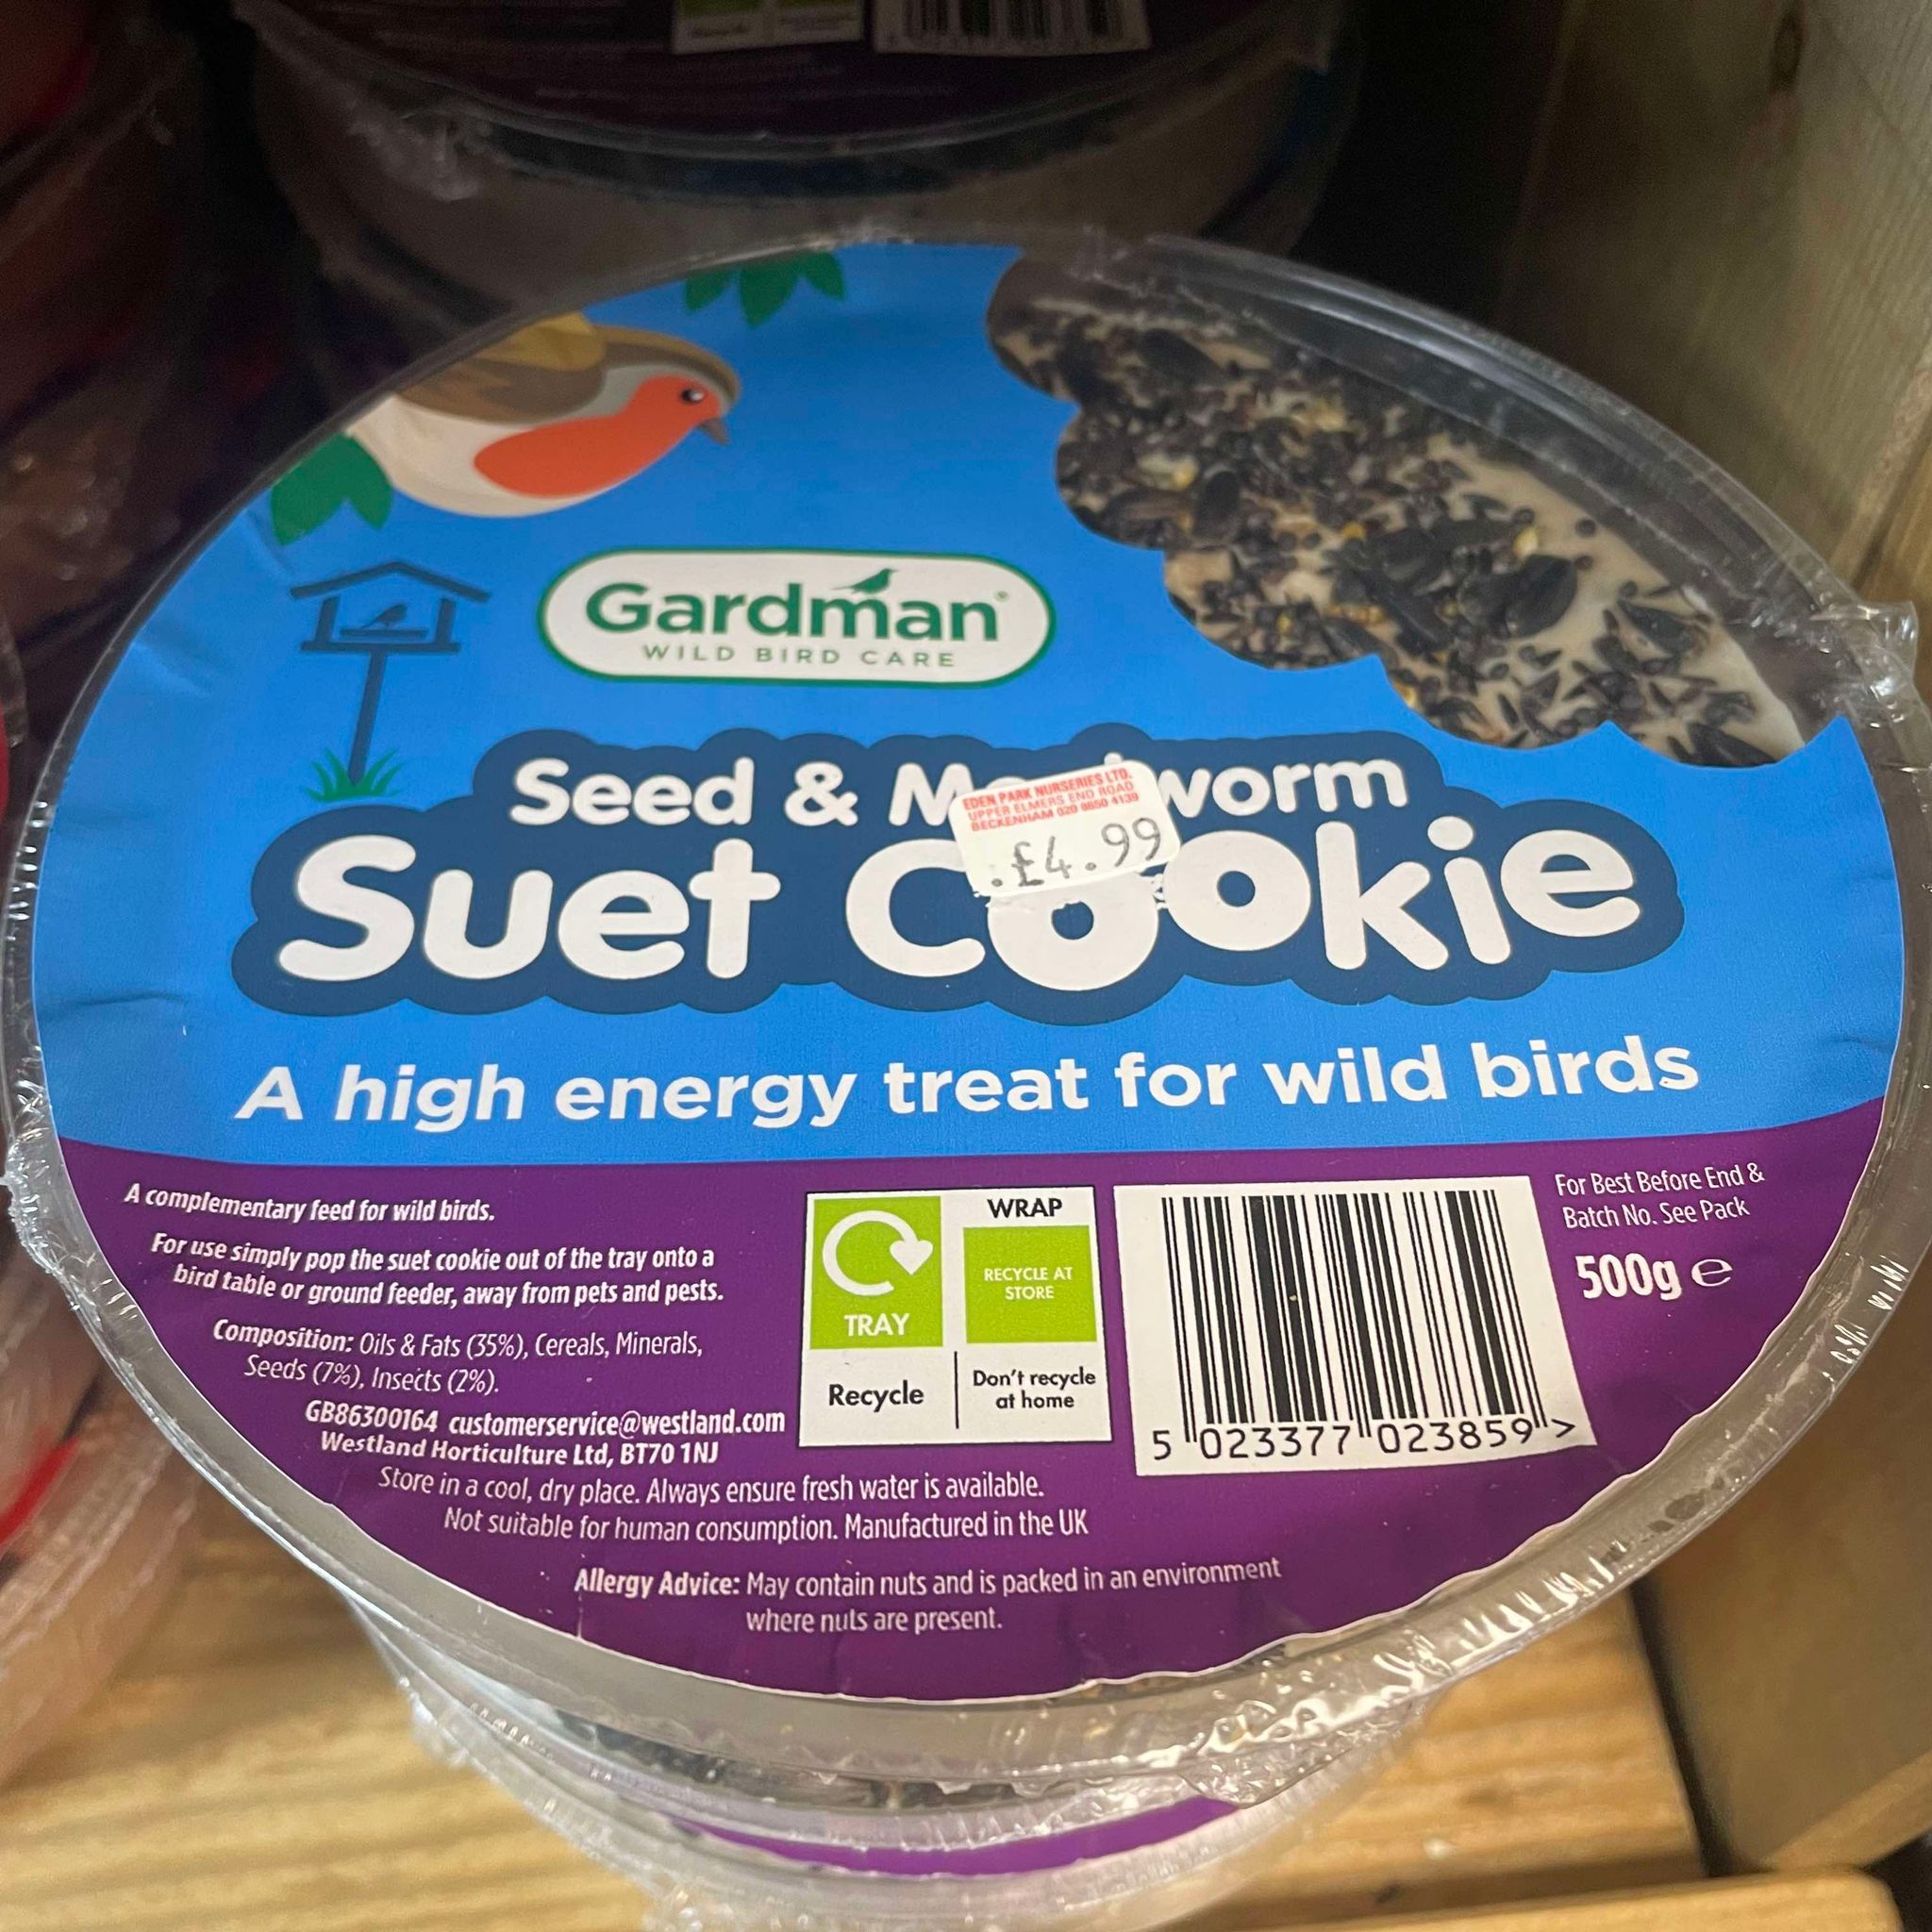 Gardman®
WILD BIRD CARE
Seed & M worm
EDEN PARK NURSERIES LTD.
UPPER ELMERS END ROAD
BECKENHAM 020 8650 4139
£4.99
Suet Cookie
A high energy treat for wild birds
A complementary feed for wild birds.
For use simply pop the suet cookie out of the tray onto a
bird table or ground feeder, away from pets and pests.
Composition: Oils & Fats (35%), Cereals, Minerals,
Seeds (7%), Insects (2%).
GB86300164 customerservice@westland.com
Westland Horticulture Ltd, BT70 1NJ
Store in a cool, dry place. Always ensure fresh water is available.
Not suitable for human consumption. Manufactured in the UK
Allergy Advice: May contain nuts and is packed in an environment
where nuts are present.
TRAY
Recycle
WRAP
RECYCLE AT
STORE
Don't recycle
at home
5 023377 023859 >
For Best Before End &
Batch No. See Pack
500g e